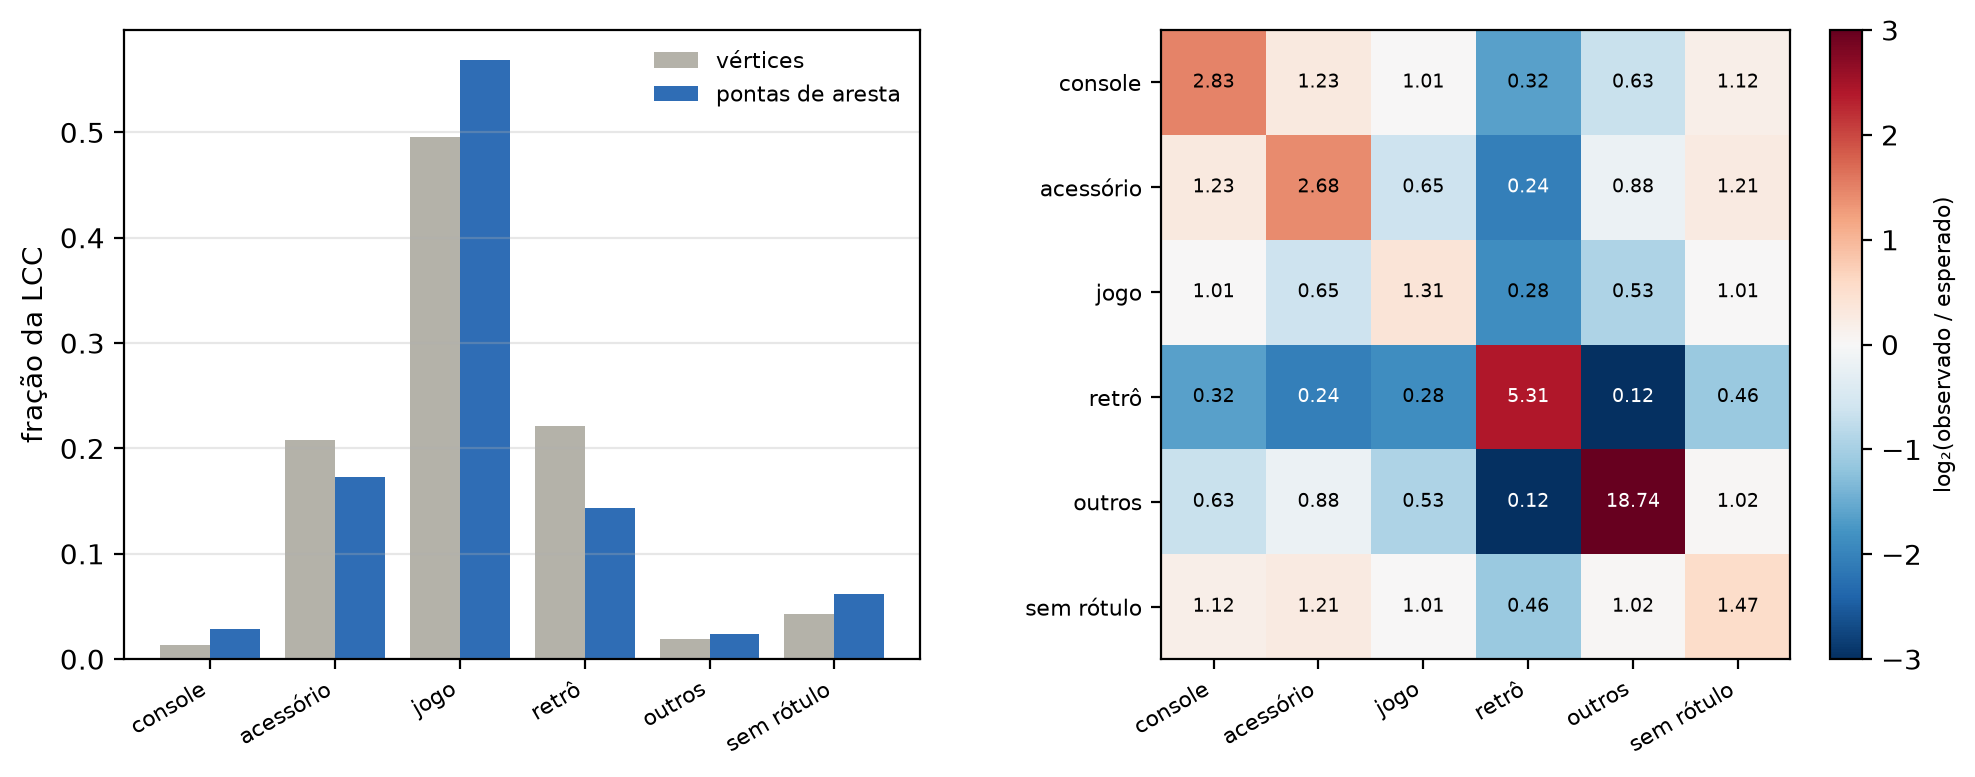 fração da LCC
0.5
0.4
0.3
0.2
0.1
0.0
vértices
pontas de aresta
console
acessório
jogo
retrô
outros
sem rótulo
console 2.83 1.23 1.01 0.32 0.63 1.12
acessório 1.23 2.68 0.65 0.24 0.88 1.21
jogo 1.01 0.65 1.31 0.28 0.53 1.01
retrô 0.32 0.24 0.28 5.31 0.12 0.46
outros 0.63 0.88 0.53 0.12 18.74 1.02
sem rótulo 1.12 1.21 1.01 0.46 1.02 1.47
console
acessório
jogo
retrô
outros
sem rótulo
3
2
1
0
−1
−2
−3
log₂(observado / esperado)